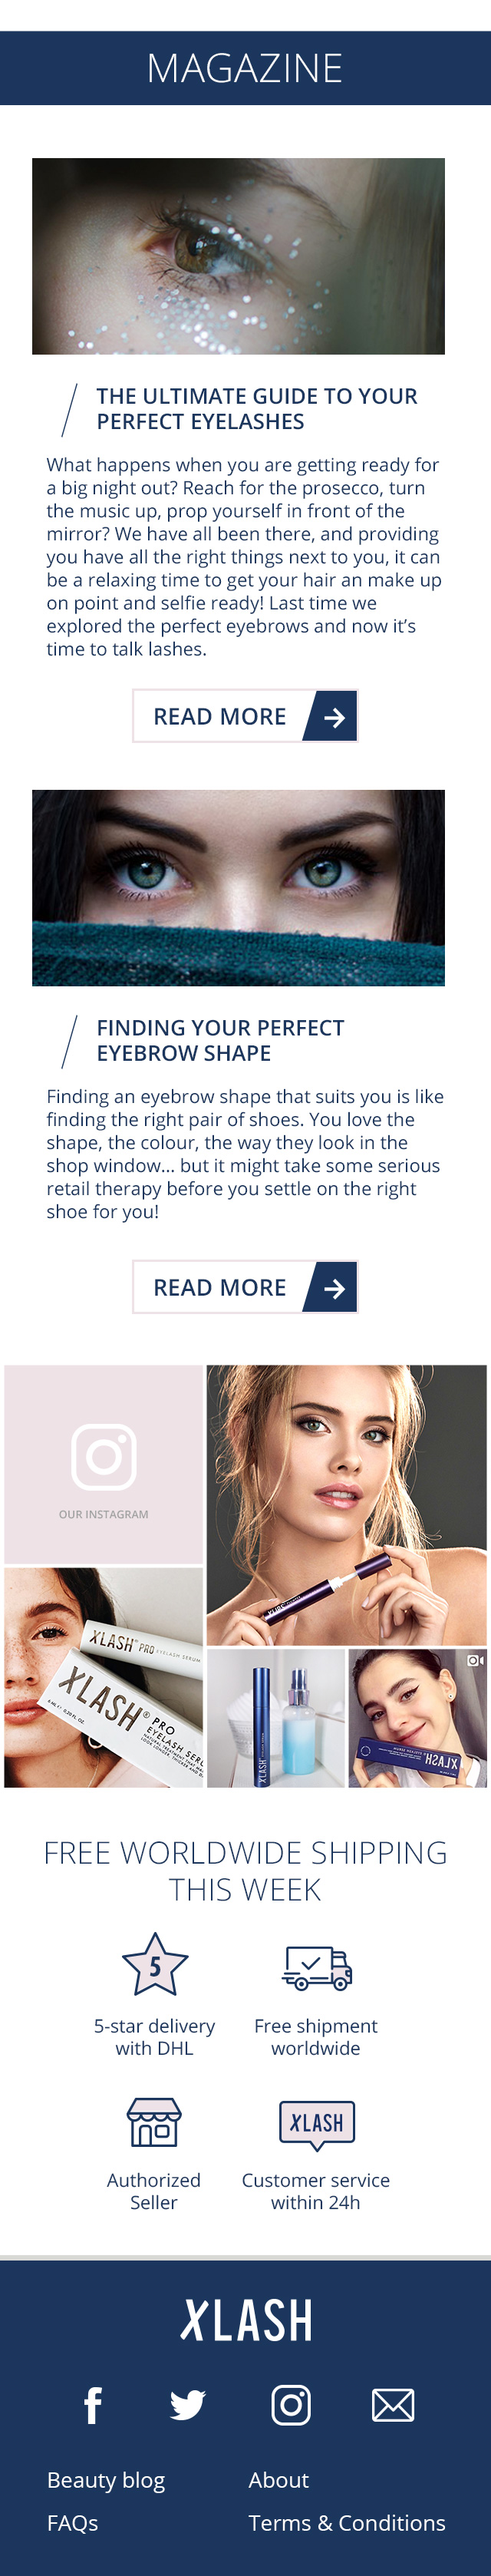 MAGAZINE
THE ULTIMATE GUIDE TO YOUR
PERFECT EYELASHES
What happens when you are getting ready for
a big night out? Reach for the prosecco, turn
the music up, prop yourself in front of the
mirror? We have all been there, and providing
you have all the right things next to you, it can
be a relaxing time to get your hair an make up
on point and selfie ready! Last time we
explored the perfect eyebrows and now it's
time to talk lashes.
READ MORE
FINDING YOUR PERFECT
EYEBROW SHAPE
Finding an eyebrow shape that suits you is like
finding the right pair of shoes. You love the
shape, the colour, the way they look in the
shop window... but it might take some serious
retail therapy before you settle on the right
shoe for you!
READ MORE
OUR INSTAGRAM
XLASH® PRO EYELASH SERUM
XLASH® PRO
EYELASH SERU
XLASH
XLASH
FREE WORLDWIDE SHIPPING
THIS WEEK
5
5-star delivery
with DHL
Free shipment
worldwide
XLASH
Authorized
Seller
Customer service
within 24h
XLASH
Beauty blog
About
FAQs
Terms & Conditions